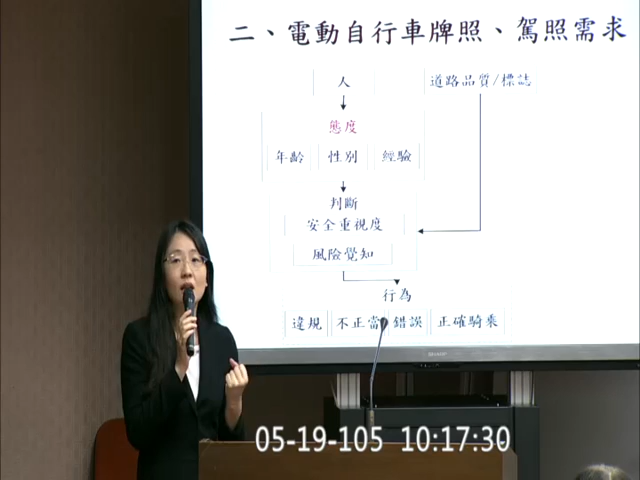 二、電動自行車牌照、駕照需求
人
道路品質/標誌
態度
年齡 性別 經驗
判斷
安全重視度
風險覺知
行為
違規 不正當 錯誤 正確騎乘
SHARP
05-19-105 10:17:30